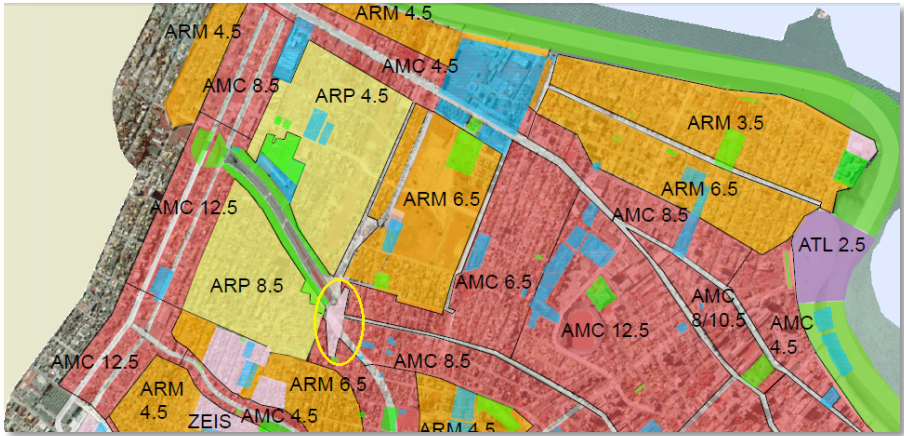 ARM 4.5
ARM 4.5
AMC 4.5
AMC 8.5
ARP 4.5
ARM 3.5
ARM 6.5
ARM 6.5
AMC 12.5
AMC 8.5
ATL 2.5
ARP 8.5
AMC 6.5
AMC
8/10.5
AMC
4.5
AMC 12.5
AMC 12.5
AMC 8.5
ARM
4.5
ARM 6.5
ZEIS
AMC 4.5
ARM 4.5